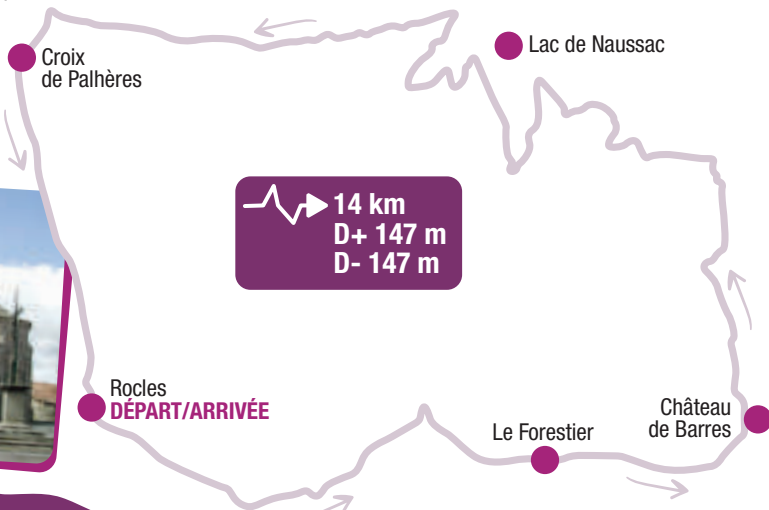 Croix
de Palhères
Lac de Naussac
14 km
D+ 147 m
D- 147 m
Rocles
DÉPART/ARRIVÉE
Le Forestier
Château
de Barres